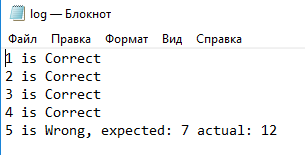 log — Блокнот
Файл Правка Формат Вид Справка
1 is Correct
2 is Correct
3 is Correct
4 is Correct
5 is Wrong, expected: 7 actual: 12